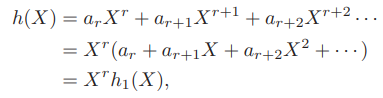 h(X) = a_r X^r + a_{r+1} X^{r+1} + a_{r+2} X^{r+2} ⋯
= X^r (a_r + a_{r+1} X + a_{r+2} X^2 + ⋯)
= X^r h_1(X),